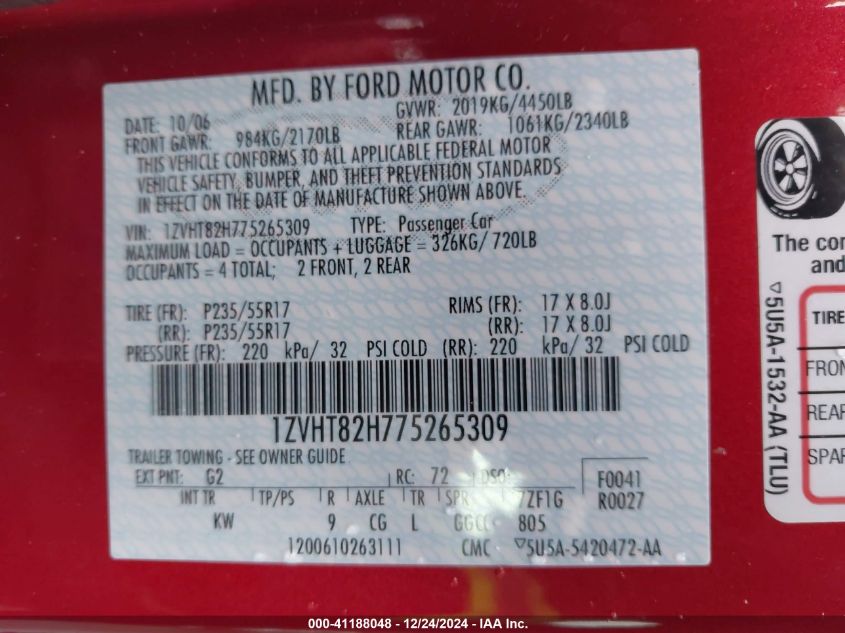 MFD. BY FORD MOTOR CO.
DATE: 10/06 GVWR: 2019KG/4450LB
FRONT GAWR: 984KG/2170LB REAR GAWR: 1061KG/2340LB
THIS VEHICLE CONFORMS TO ALL APPLICABLE FEDERAL MOTOR
VEHICLE SAFETY, BUMPER, AND THEFT PREVENTION STANDARDS
IN EFFECT ON THE DATE OF MANUFACTURE SHOWN ABOVE.
VIN: 1ZVHT82H775265309 TYPE: Passenger Car
MAXIMUM LOAD = OCCUPANTS + LUGGAGE = 326KG/ 720LB
OCCUPANTS = 4 TOTAL; 2 FRONT, 2 REAR
TIRE (FR): P235/55R17 RIMS (FR): 17 X 8.0J
(RR): P235/55R17 (RR): 17 X 8.0J
PRESSURE (FR): 220 kPa/ 32 PSI COLD (RR): 220 kPa/ 32 PSI COLD
1ZVHT82H775265309
TRAILER TOWING - SEE OWNER GUIDE
EXT PNT: G2 RC: 72 DSO: F0041
INT TR TP/PS R AXLE TR SPR 7ZF1G R0027
KW 9 CG L GGCC 805
1200610263111 CMC ▽5U5A-5420472-AA
The
and
▽5U5A-1532-AA (TLU)
TIRE
REAR
IAA-41188048 - 12/24/2024 - IAA Inc.